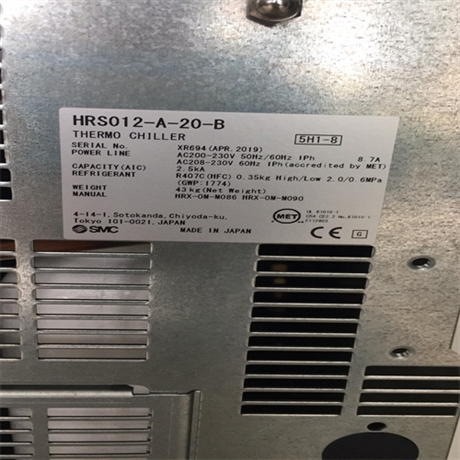 HRS012-A-20-B
THERMO CHILLER 5H1-8
SERIAL No. XR694(APR.2019)
POWER LINE AC200-230V 50Hz/60Hz 1Ph 8.7A
AC208-230V 60Hz 1Ph(accredited by MET)
CAPACITY(AIC) 2.5kA
REFRIGERANT R407C(HFC) 0.35kg High/Low 2.0/0.6MPa
(GWP:1774)
WEIGHT 43kg(Net Weight)
MANUAL HRX-OM-M086 HRX-OM-M090
4-14-1, Sotokanda, Chiyoda-ku,
Tokyo 101-0021, JAPAN
SMC MADE IN JAPAN
MET
C US
CE G